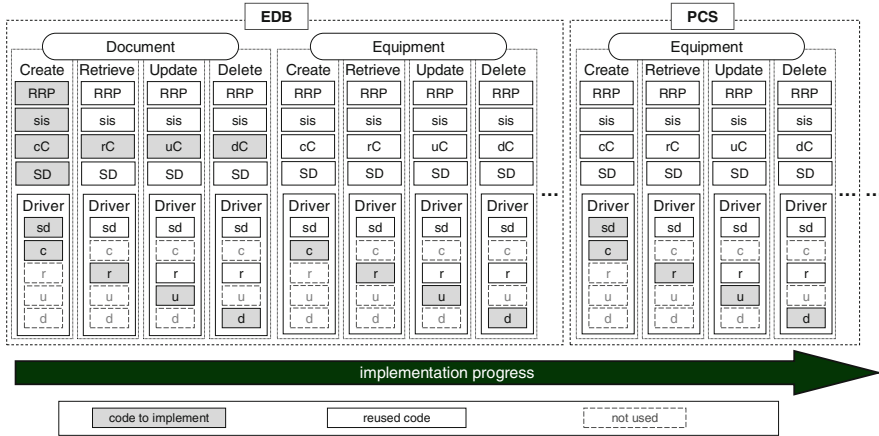 EDB PCS
Document Equipment Equipment
Create Retrieve Update Delete Create Retrieve Update Delete Create Retrieve Update Delete
RRP RRP RRP RRP RRP RRP RRP RRP RRP RRP RRP RRP
sis sis sis sis sis sis sis sis sis sis sis sis
cC rC uC dC cC rC uC dC cC rC uC dC
SD SD SD SD SD SD SD SD SD SD SD SD
... ... ...
Driver Driver Driver Driver Driver Driver Driver Driver Driver Driver Driver Driver
sd sd sd sd sd sd sd sd sd sd sd sd
c c c c c c c c c c c c
r r r r r r r r r r r r
u u u u u u u u u u u u
d d d d d d d d d d d d
implementation progress
code to implement reused code not used